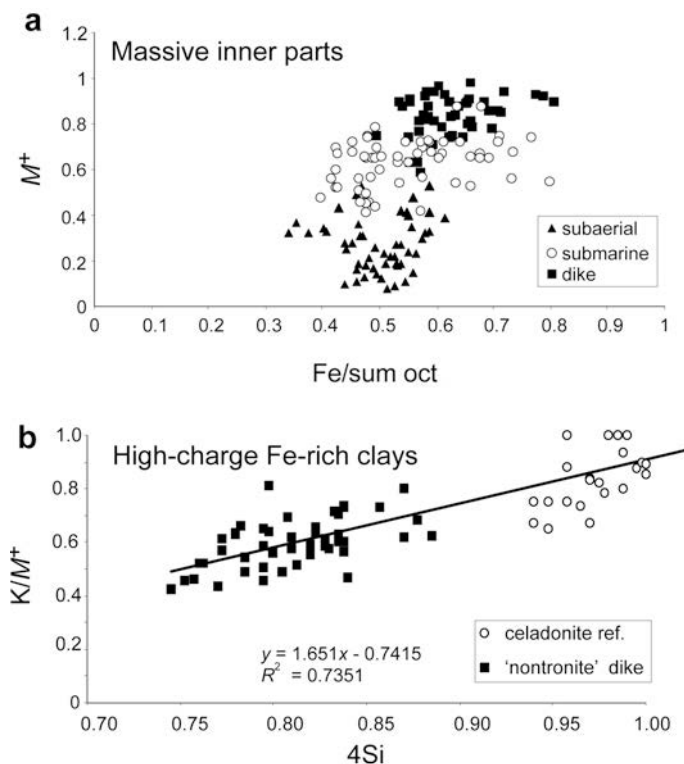 a
Massive inner parts
1.2
1
0.8
0.6
0.4
0.2
0
M+
subaerial
submarine
dike
0 0.1 0.2 0.3 0.4 0.5 0.6 0.7 0.8 0.9 1
Fe/sum oct
b
High-charge Fe-rich clays
1.0
0.8
0.6
0.4
0.2
0
K/M+
celadonite ref.
'nontronite' dike
y = 1.651x - 0.7415
R2 = 0.7351
0.70 0.75 0.80 0.85 0.90 0.95 1.00
4Si